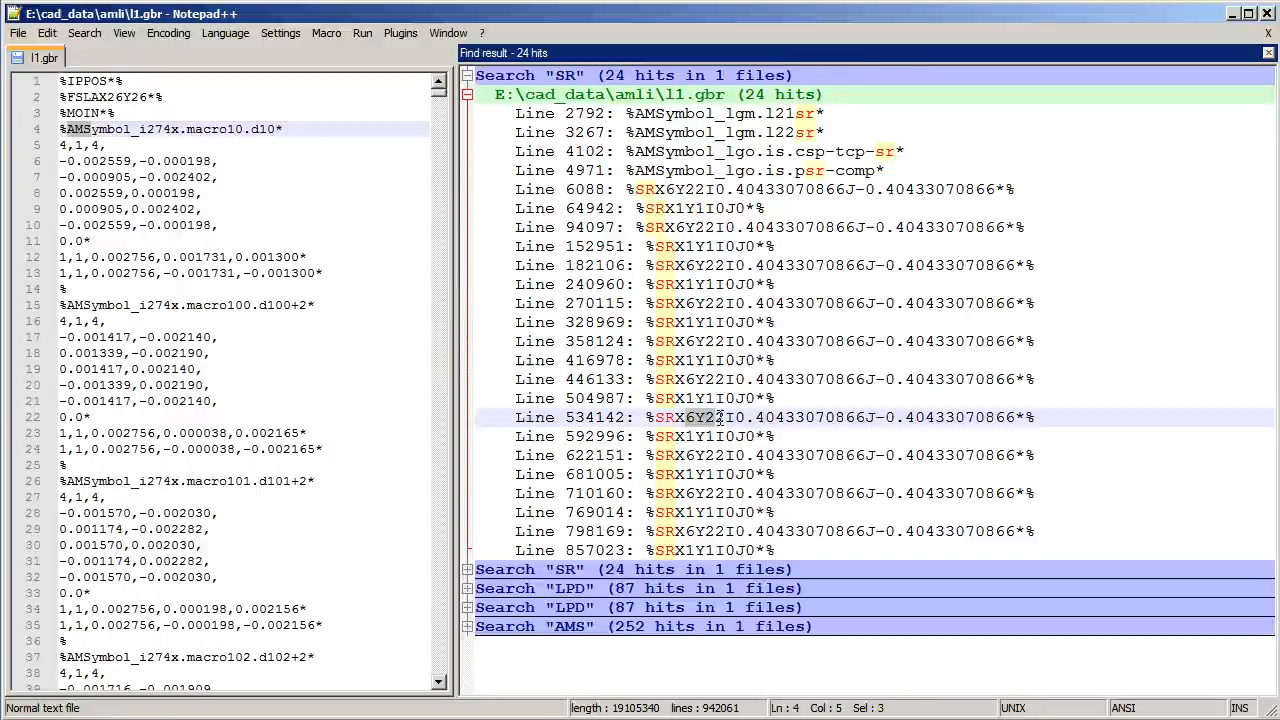 E:\cad_data\amli\l1.gbr - Notepad++
File Edit Search View Encoding Language Settings Macro Run Plugins Window ? X
l1.gbr
1 %IPPOS*%
2 %FSLAX26Y26*%
3 %MOIN*%
4 %AMSymbol_i274x.macro10.d10*
5 4,1,4,
6 -0.002559,-0.000198,
7 -0.000905,-0.002402,
8 0.002559,0.000198,
9 0.000905,0.002402,
10 -0.002559,-0.000198,
11 0.0*
12 1,1,0.002756,0.001731,0.001300*
13 1,1,0.002756,-0.001731,-0.001300*
14 %
15 %AMSymbol_i274x.macro100.d100+2*
16 4,1,4,
17 -0.001417,-0.002140,
18 0.001339,-0.002190,
19 0.001417,0.002140,
20 -0.001339,0.002190,
21 -0.001417,-0.002140,
22 0.0*
23 1,1,0.002756,0.000038,0.002165*
24 1,1,0.002756,-0.000038,-0.002165*
25 %
26 %AMSymbol_i274x.macro101.d101+2*
27 4,1,4,
28 -0.001570,-0.002030,
29 0.001174,-0.002282,
30 0.001570,0.002030,
31 -0.001174,0.002282,
32 -0.001570,-0.002030,
33 0.0*
34 1,1,0.002756,0.000198,0.002156*
35 1,1,0.002756,-0.000198,-0.002156*
36 %
37 %AMSymbol_i274x.macro102.d102+2*
38 4,1,4,
39 -0.001716,-0.001909,
Find result - 24 hits
Search "SR" (24 hits in 1 files)
E:\cad_data\amli\l1.gbr (24 hits)
Line 2792: %AMSymbol_lgm.l21sr*
Line 3267: %AMSymbol_lgm.l22sr*
Line 4102: %AMSymbol_lgo.is.csp-tcp-sr*
Line 4971: %AMSymbol_lgo.is.psr-comp*
Line 6088: %SRX6Y22I0.40433070866J-0.40433070866*%
Line 64942: %SRX1Y1I0J0*%
Line 94097: %SRX6Y22I0.40433070866J-0.40433070866*%
Line 152951: %SRX1Y1I0J0*%
Line 182106: %SRX6Y22I0.40433070866J-0.40433070866*%
Line 240960: %SRX1Y1I0J0*%
Line 270115: %SRX6Y22I0.40433070866J-0.40433070866*%
Line 328969: %SRX1Y1I0J0*%
Line 358124: %SRX6Y22I0.40433070866J-0.40433070866*%
Line 416978: %SRX1Y1I0J0*%
Line 446133: %SRX6Y22I0.40433070866J-0.40433070866*%
Line 504987: %SRX1Y1I0J0*%
Line 534142: %SRX6Y22I0.40433070866J-0.40433070866*%
Line 592996: %SRX1Y1I0J0*%
Line 622151: %SRX6Y22I0.40433070866J-0.40433070866*%
Line 681005: %SRX1Y1I0J0*%
Line 710160: %SRX6Y22I0.40433070866J-0.40433070866*%
Line 769014: %SRX1Y1I0J0*%
Line 798169: %SRX6Y22I0.40433070866J-0.40433070866*%
Line 857023: %SRX1Y1I0J0*%
Search "SR" (24 hits in 1 files)
Search "LPD" (87 hits in 1 files)
Search "LPD" (87 hits in 1 files)
Search "AMS" (252 hits in 1 files)
Normal text file length : 19105340 lines : 942061 Ln : 4 Col : 5 Sel : 3 UNIX ANSI INS